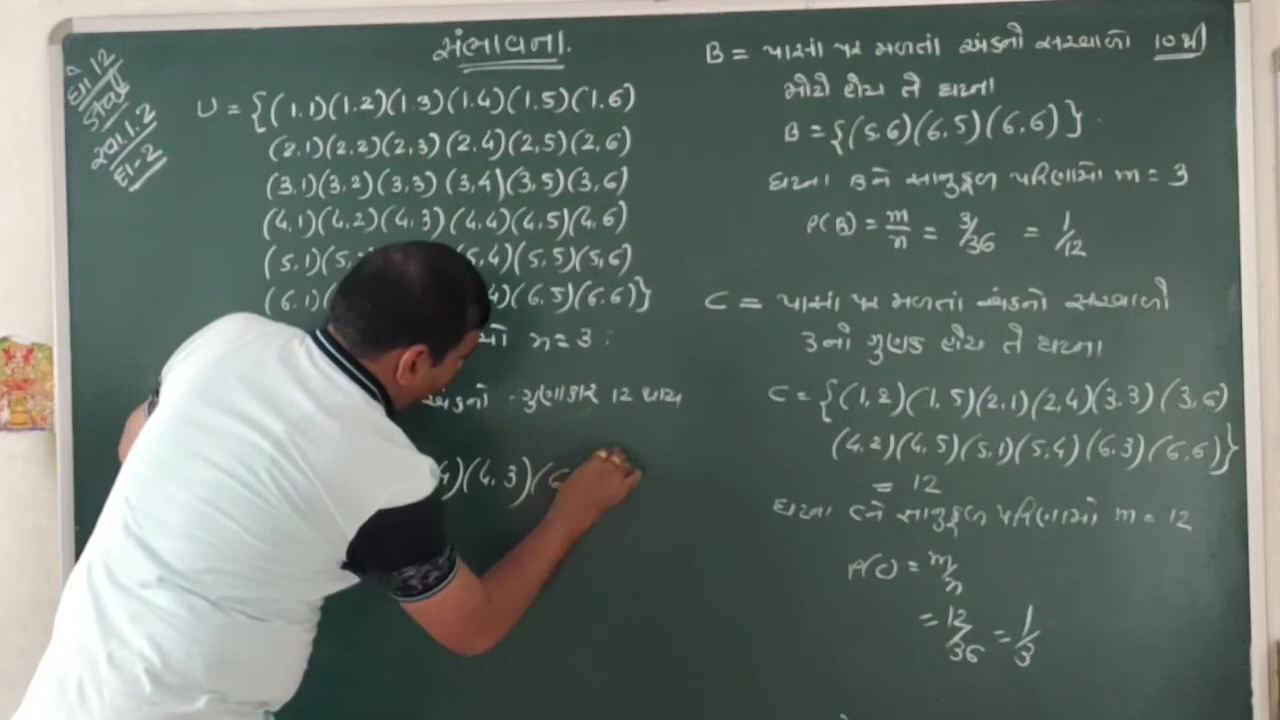 ધો 12
Stat
સ્વા. 1.2
દા-2
સંભાવના.
U = {(1.1)(1.2)(1.3)(1.4)(1.5)(1.6)
(2.1)(2.2)(2,3)(2,4)(2,5)(2,6)
(3,1)(3,2)(3,3)(3,4)(3,5)(3,6)
(4,1)(4,2)(4,3)(4,4)(4,5)(4,6)
(5,1)(5, 5,4)(5,5)(5,6)
(6,1)( 4)(6,5)(6,6)}
n = 3
અંકનો ગુણાકાર 12 થાય
4)(4,3)(6
B = પાસા પર મળતાં અંકનો સરવાળો 10થી
મોટો હોય તે ઘટના
B = {(5,6)(6,5)(6,6)}.
ઘટના B ને સાનુકૂળ પરિણામો m = 3
P(B) = m/n = 3/36 = 1/12
C = પાસા પર મળતાં અંકનો સરવાળો
3નો ગુણક હોય તે ઘટના
C = {(1,2)(1,5)(2,1)(2,4)(3,3)(3,6)
(4,2)(4,5)(5,1)(5,4)(6,3)(6,6)}
= 12
ઘટના C ને સાનુકૂળ પરિણામો m = 12
P(C) = m/n
= 12/36 = 1/3